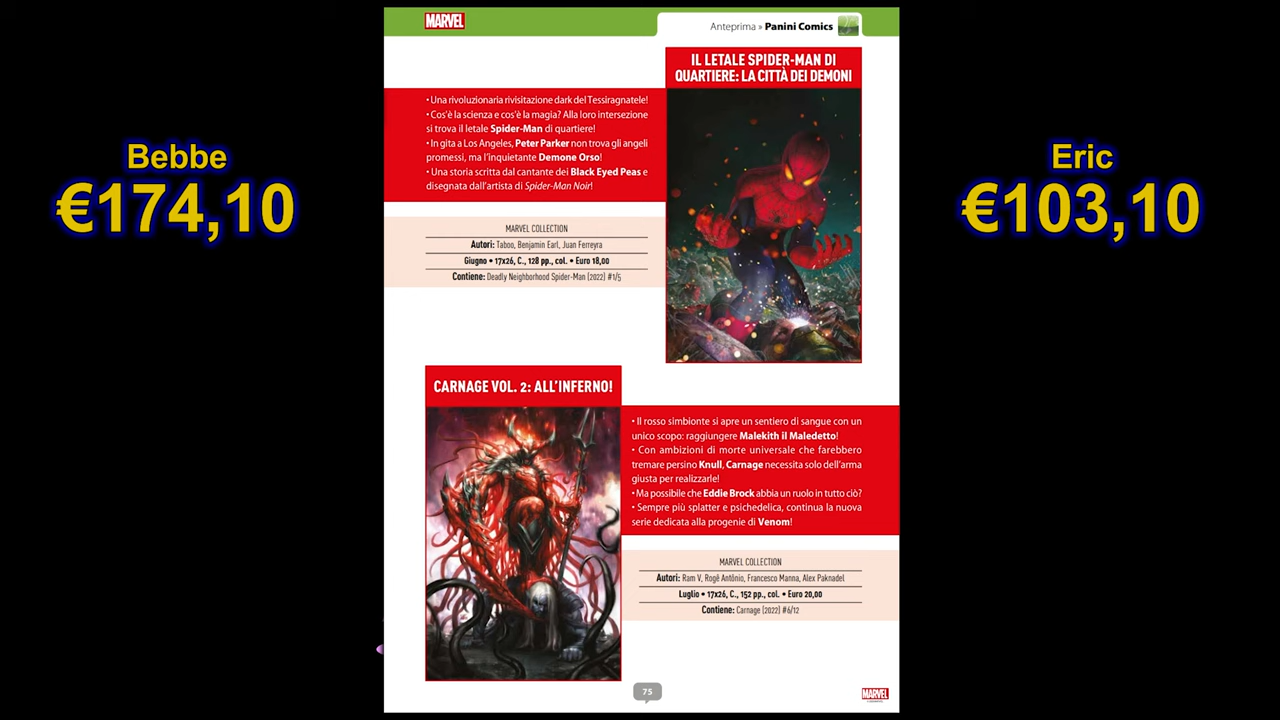 MARVEL
Anteprima » Panini Comics
Bebbe
€174,10
Eric
€103,10
IL LETALE SPIDER-MAN DI
QUARTIERE: LA CITTÀ DEI DEMONI
• Una rivoluzionaria rivisitazione dark del Tessiragnatele!
• Cos'è la scienza e cos'è la magia? Alla loro intersezione
si trova il letale Spider-Man di quartiere!
• In gita a Los Angeles, Peter Parker non trova gli angeli
promessi, ma l'inquietante Demone Orso!
• Una storia scritta dal cantante dei Black Eyed Peas e
disegnata dall'artista di Spider-Man Noir!
MARVEL COLLECTION
Autori: Taboo, Benjamin Earl, Juan Ferreyra
Giugno • 17x26, C., 128 pp., col. • Euro 18,00
Contiene: Deadly Neighborhood Spider-Man (2022) #1/5
CARNAGE VOL. 2: ALL'INFERNO!
• Il rosso simbionte si apre un sentiero di sangue con un
unico scopo: raggiungere Malekith il Maledetto!
• Con ambizioni di morte universale che farebbero
tremare persino Knull, Carnage necessita solo dell'arma
giusta per realizzarle!
• Ma possibile che Eddie Brock abbia un ruolo in tutto ciò?
• Sempre più splatter e psichedelica, continua la nuova
serie dedicata alla progenie di Venom!
MARVEL COLLECTION
Autori: Ram V, Rogê Antônio, Francesco Manna, Alex Paknadel
Luglio • 17x26, C., 152 pp., col. • Euro 20,00
Contiene: Carnage (2022) #6/12
75
MARVEL